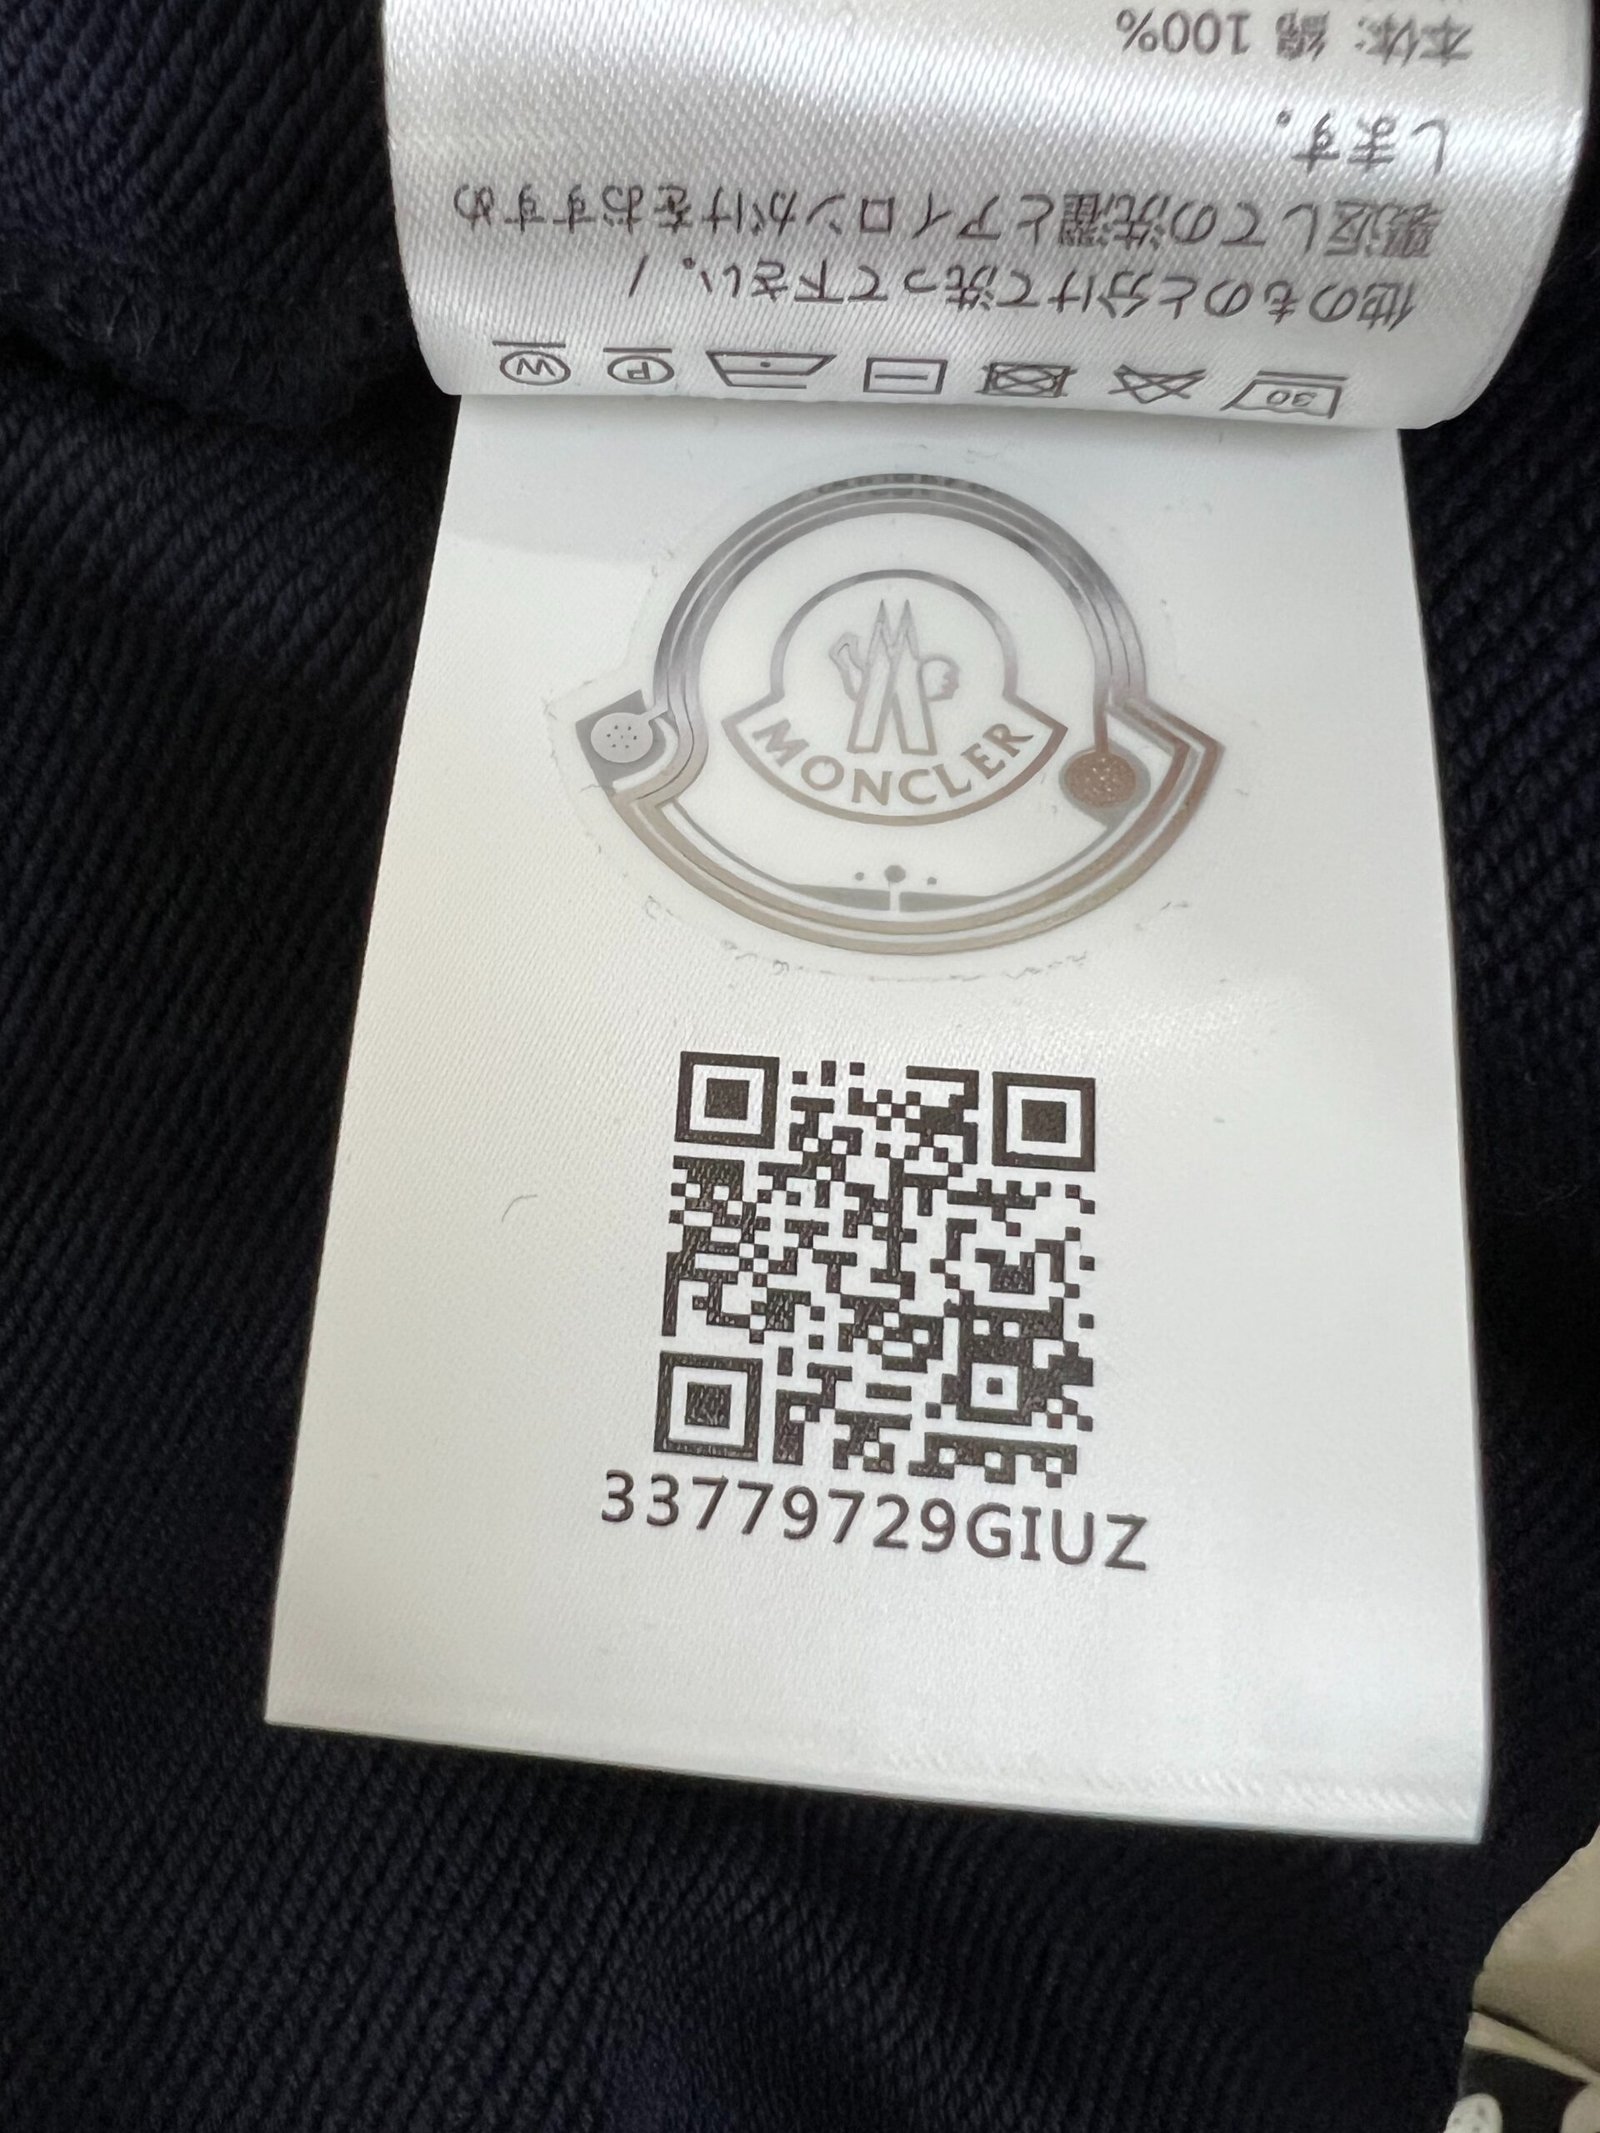 30 P W
他のものと分けて洗って下さい。/
裏返しての洗濯とアイロンがけをおすすめ
します。
本体: 綿 100%
MONCLER
33779729GIUZ